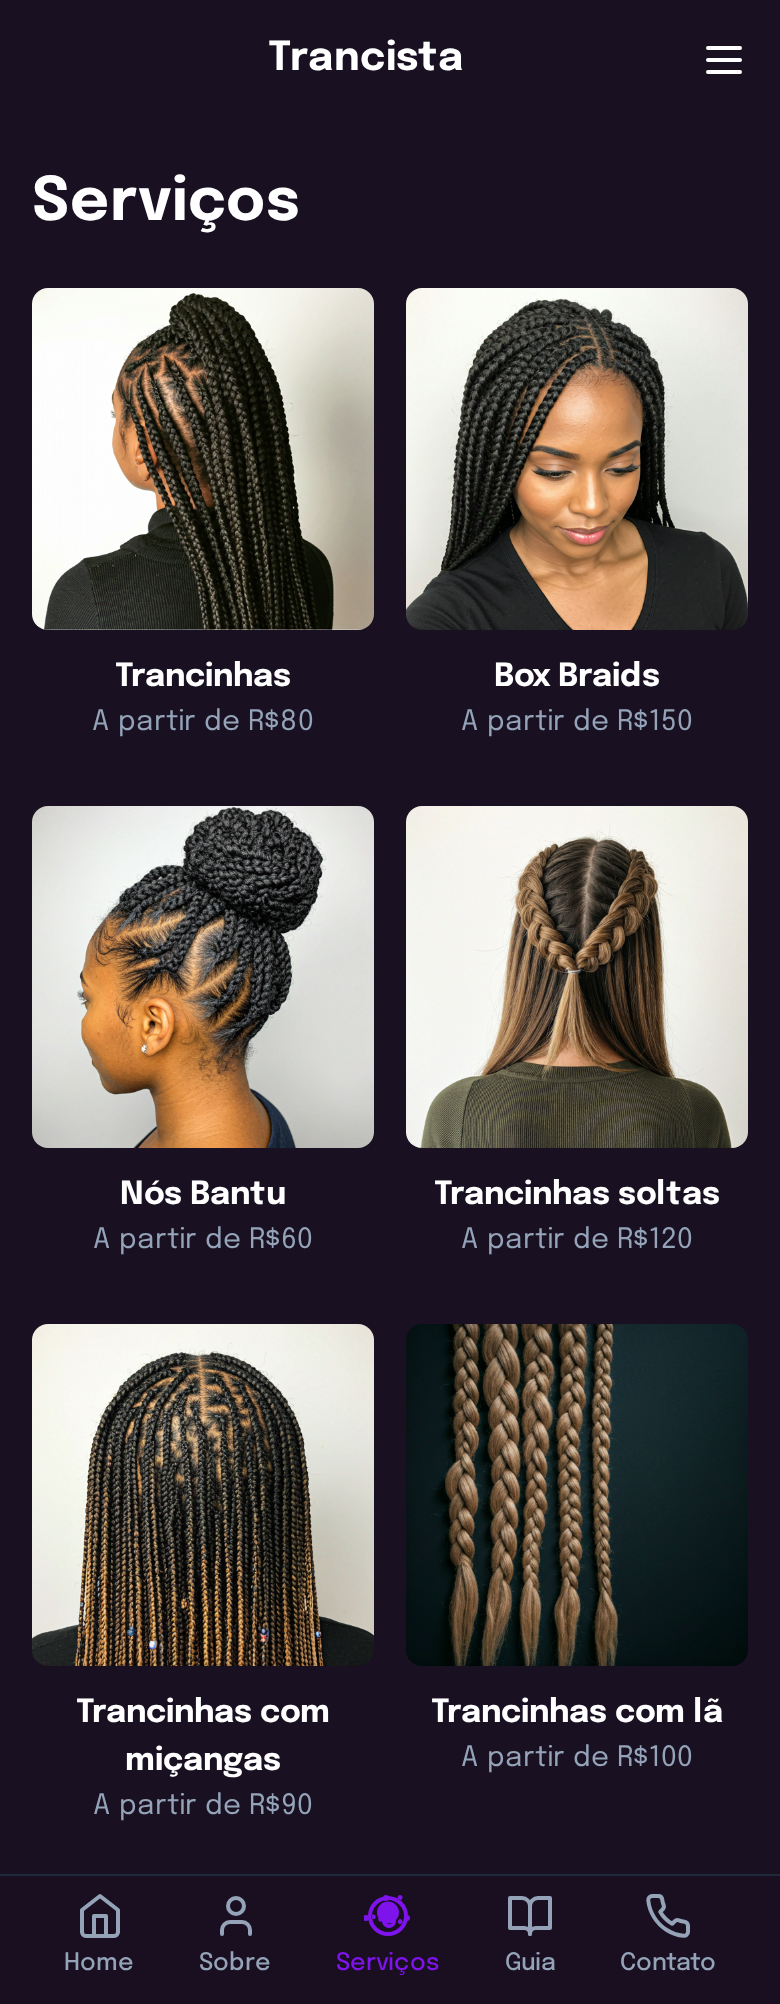 Trancista
Serviços
Trancinhas
A partir de R$80
Box Braids
A partir de R$150
Nós Bantu
A partir de R$60
Trancinhas soltas
A partir de R$120
Trancinhas com
miçangas
A partir de R$90
Trancinhas com lã
A partir de R$100
Home
Sobre
Serviços
Guia
Contato